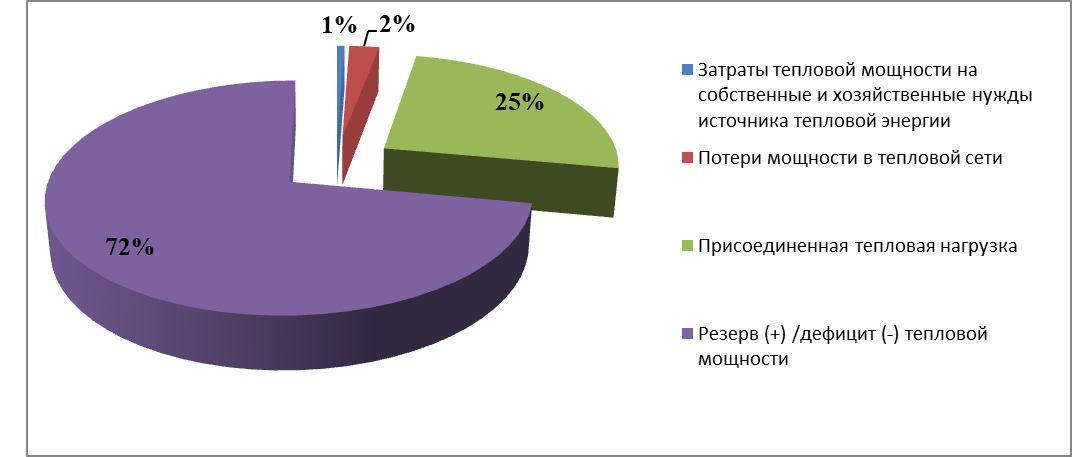 1%
2%
25%
72%
Затраты тепловой мощности на
собственные и хозяйственные нужды
источника тепловой энергии
Потери мощности в тепловой сети
Присоединенная тепловая нагрузка
Резерв (+) /дефицит (-) тепловой
мощности